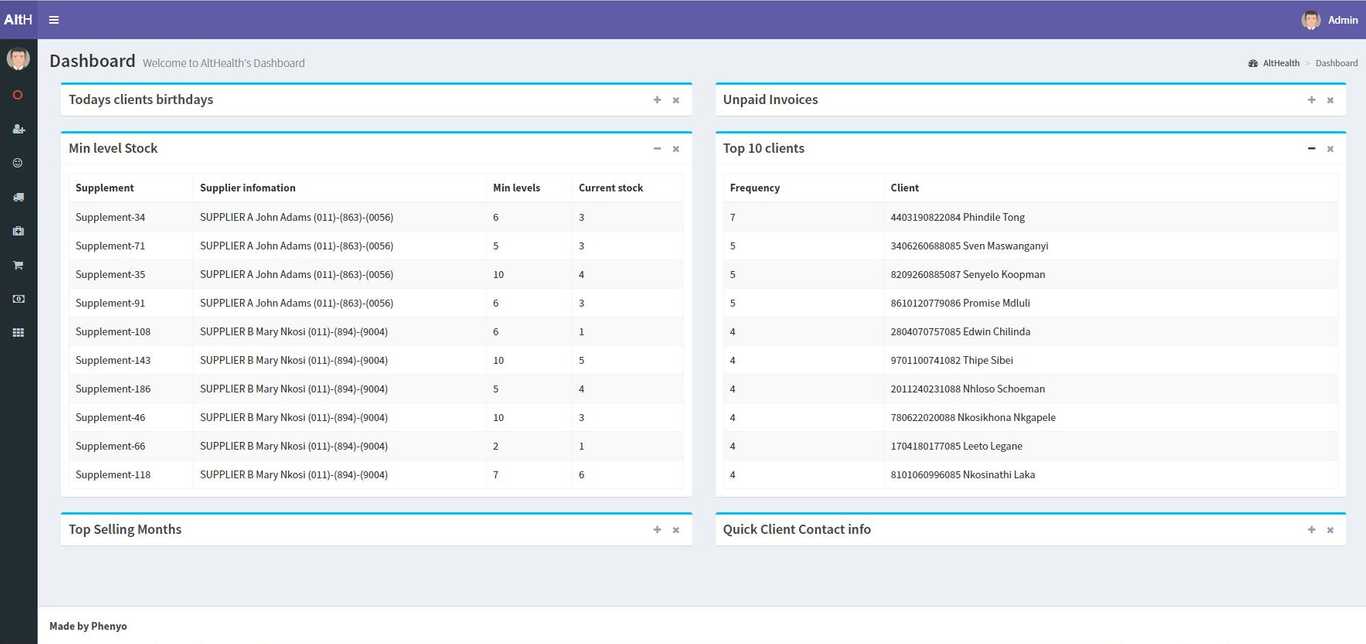 AltH
Admin
Dashboard Welcome to AltHealth's Dashboard
AltHealth > Dashboard
Todays clients birthdays
Unpaid Invoices
Min level Stock
Supplement Supplier infomation Min levels Current stock
Supplement-34 SUPPLIER A John Adams (011)-(863)-(0056) 6 3
Supplement-71 SUPPLIER A John Adams (011)-(863)-(0056) 5 3
Supplement-35 SUPPLIER A John Adams (011)-(863)-(0056) 10 4
Supplement-91 SUPPLIER A John Adams (011)-(863)-(0056) 6 3
Supplement-108 SUPPLIER B Mary Nkosi (011)-(894)-(9004) 6 1
Supplement-143 SUPPLIER B Mary Nkosi (011)-(894)-(9004) 10 5
Supplement-186 SUPPLIER B Mary Nkosi (011)-(894)-(9004) 5 4
Supplement-46 SUPPLIER B Mary Nkosi (011)-(894)-(9004) 10 3
Supplement-66 SUPPLIER B Mary Nkosi (011)-(894)-(9004) 2 1
Supplement-118 SUPPLIER B Mary Nkosi (011)-(894)-(9004) 7 6
Top 10 clients
Frequency Client
7 4403190822084 Phindile Tong
5 3406260688085 Sven Maswanganyi
5 8209260885087 Senyelo Koopman
5 8610120779086 Promise Mdluli
4 2804070757085 Edwin Chilinda
4 9701100741082 Thipe Sibei
4 2011240231088 Nhloso Schoeman
4 780622020088 Nkosikhona Nkgapele
4 1704180177085 Leeto Legane
4 8101060996085 Nkosinathi Laka
Top Selling Months
Quick Client Contact info
Made by Phenyo